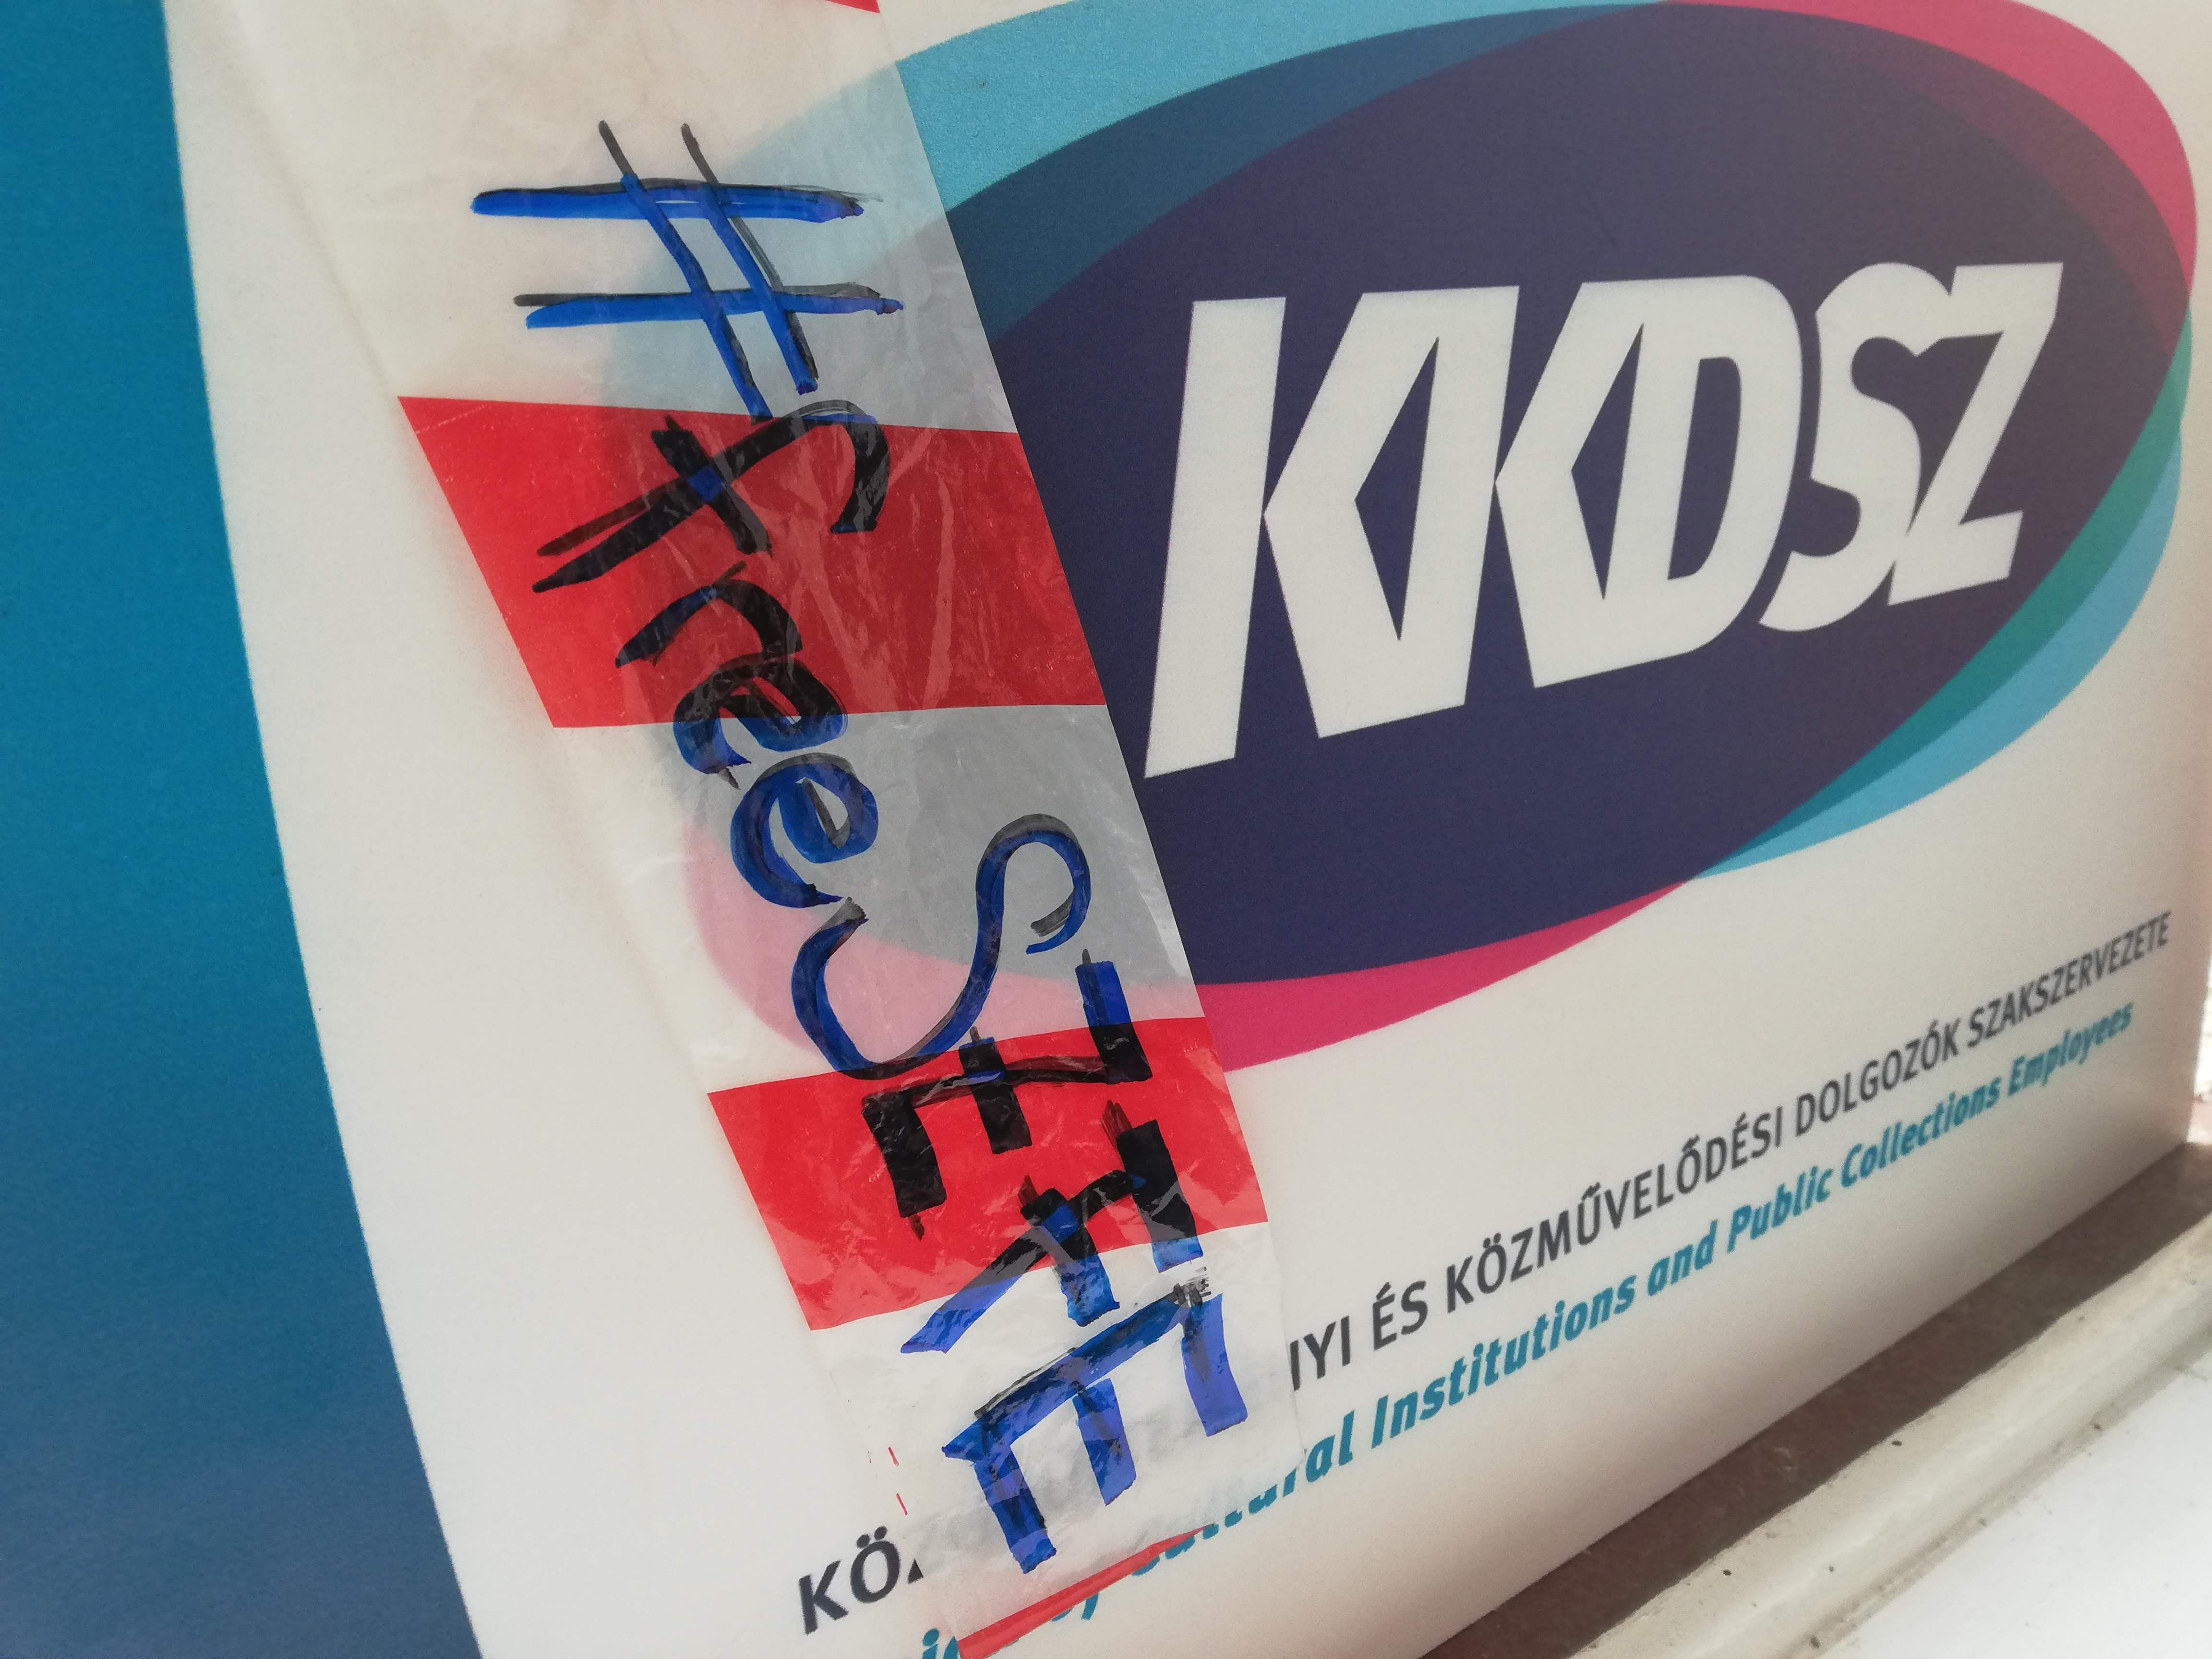 #freeSZFE
KKDSZ
KÖZ NYI ÉS KÖZMŰVELŐDÉSI DOLGOZÓK SZAKSZERVEZETE
Cultural Institutions and Public Collections Employees